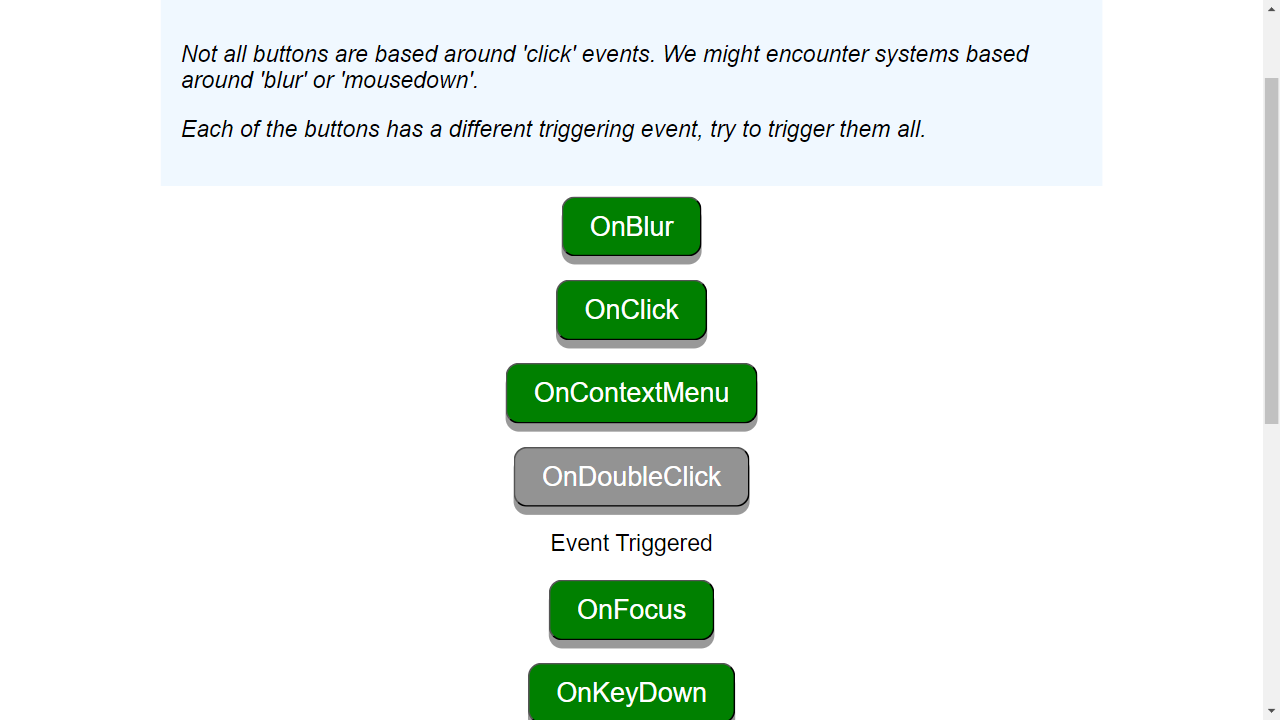 Not all buttons are based around 'click' events. We might encounter systems based
around 'blur' or 'mousedown'.
Each of the buttons has a different triggering event, try to trigger them all.
OnBlur
OnClick
OnContextMenu
OnDoubleClick
Event Triggered
OnFocus
OnKeyDown